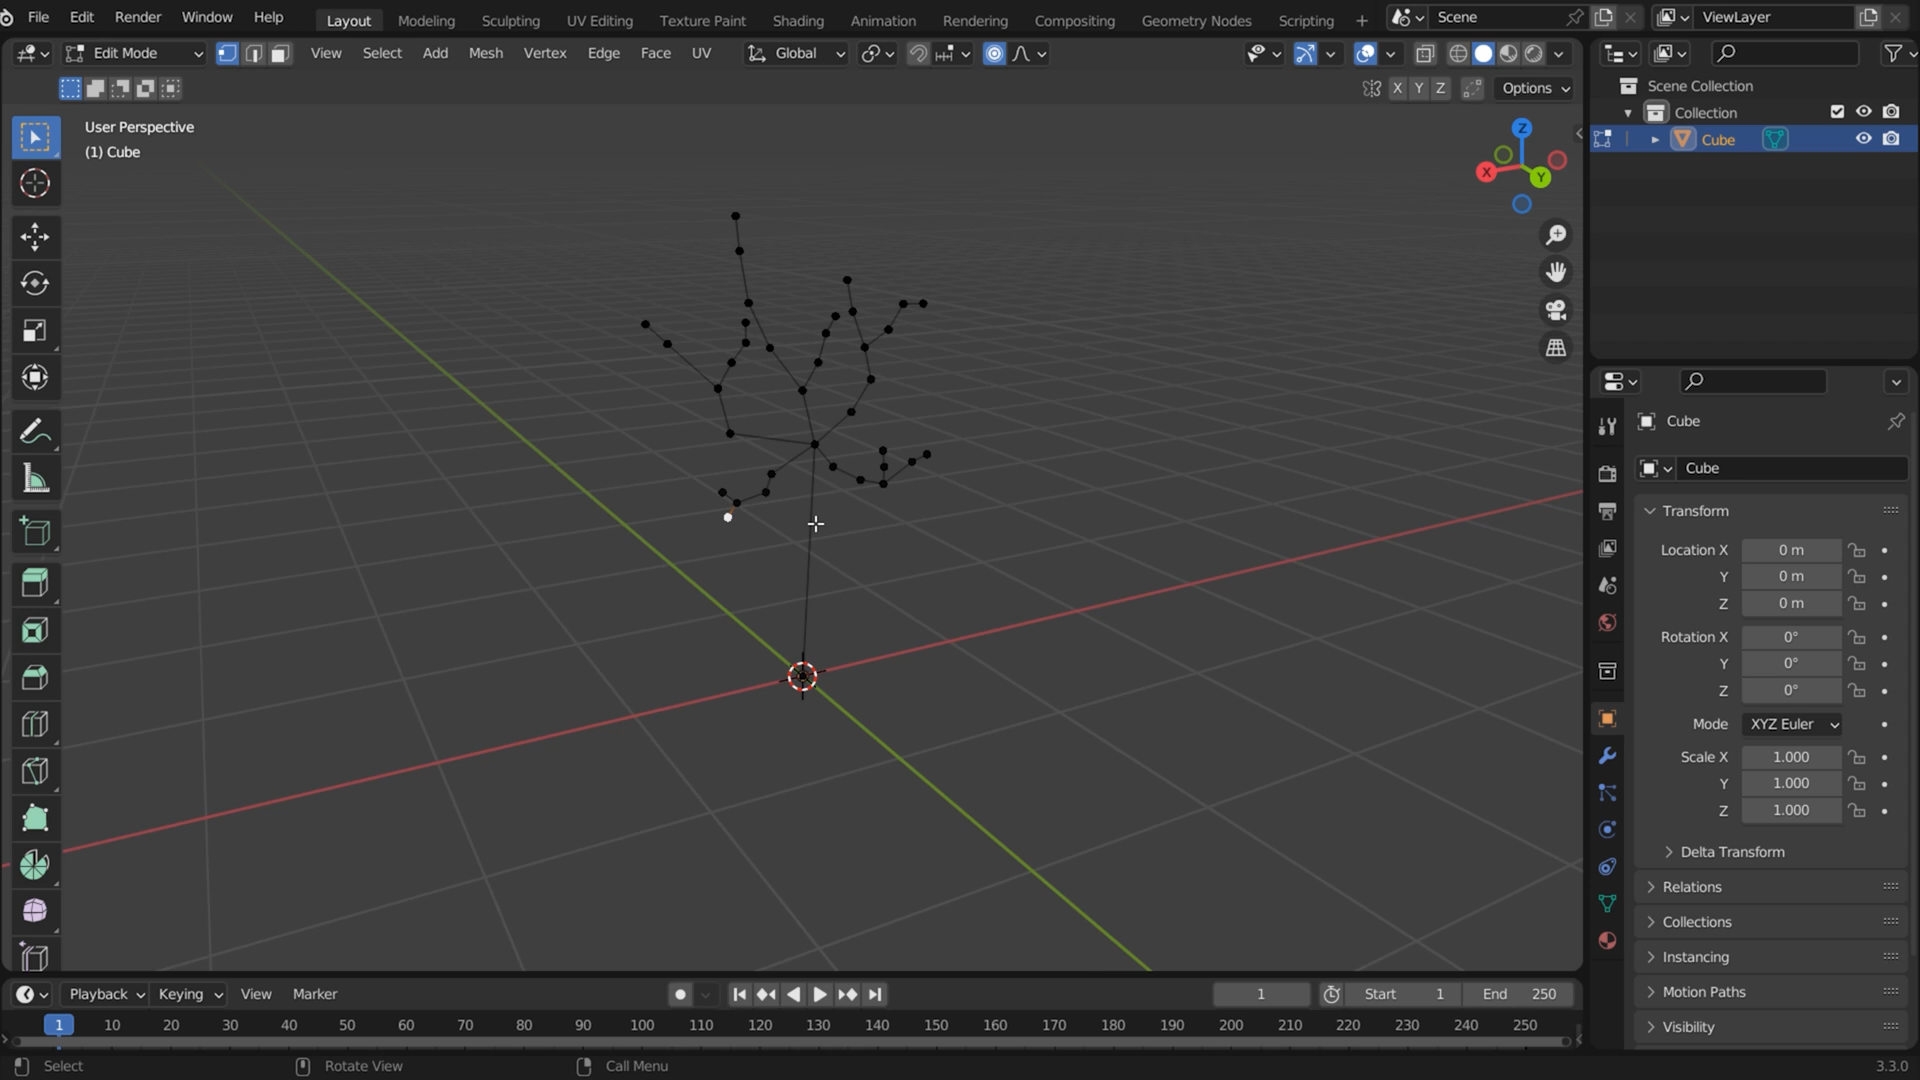 File Edit Render Window Help Layout Modeling Sculpting UV Editing Texture Paint Shading Animation Rendering Compositing Geometry Nodes Scripting + Scene ViewLayer
Edit Mode View Select Add Mesh Vertex Edge Face UV Global
X Y Z Options
User Perspective
(1) Cube
Z
X
Y
Scene Collection
Collection
Cube
Cube
Cube
Transform
Location X 0 m
Y 0 m
Z 0 m
Rotation X 0°
Y 0°
Z 0°
Mode XYZ Euler
Scale X 1.000
Y 1.000
Z 1.000
Delta Transform
Relations
Collections
Instancing
Motion Paths
Visibility
Playback Keying View Marker 1 Start 1 End 250
1 10 20 30 40 50 60 70 80 90 100 110 120 130 140 150 160 170 180 190 200 210 220 230 240 250
Select Rotate View Call Menu 3.3.0